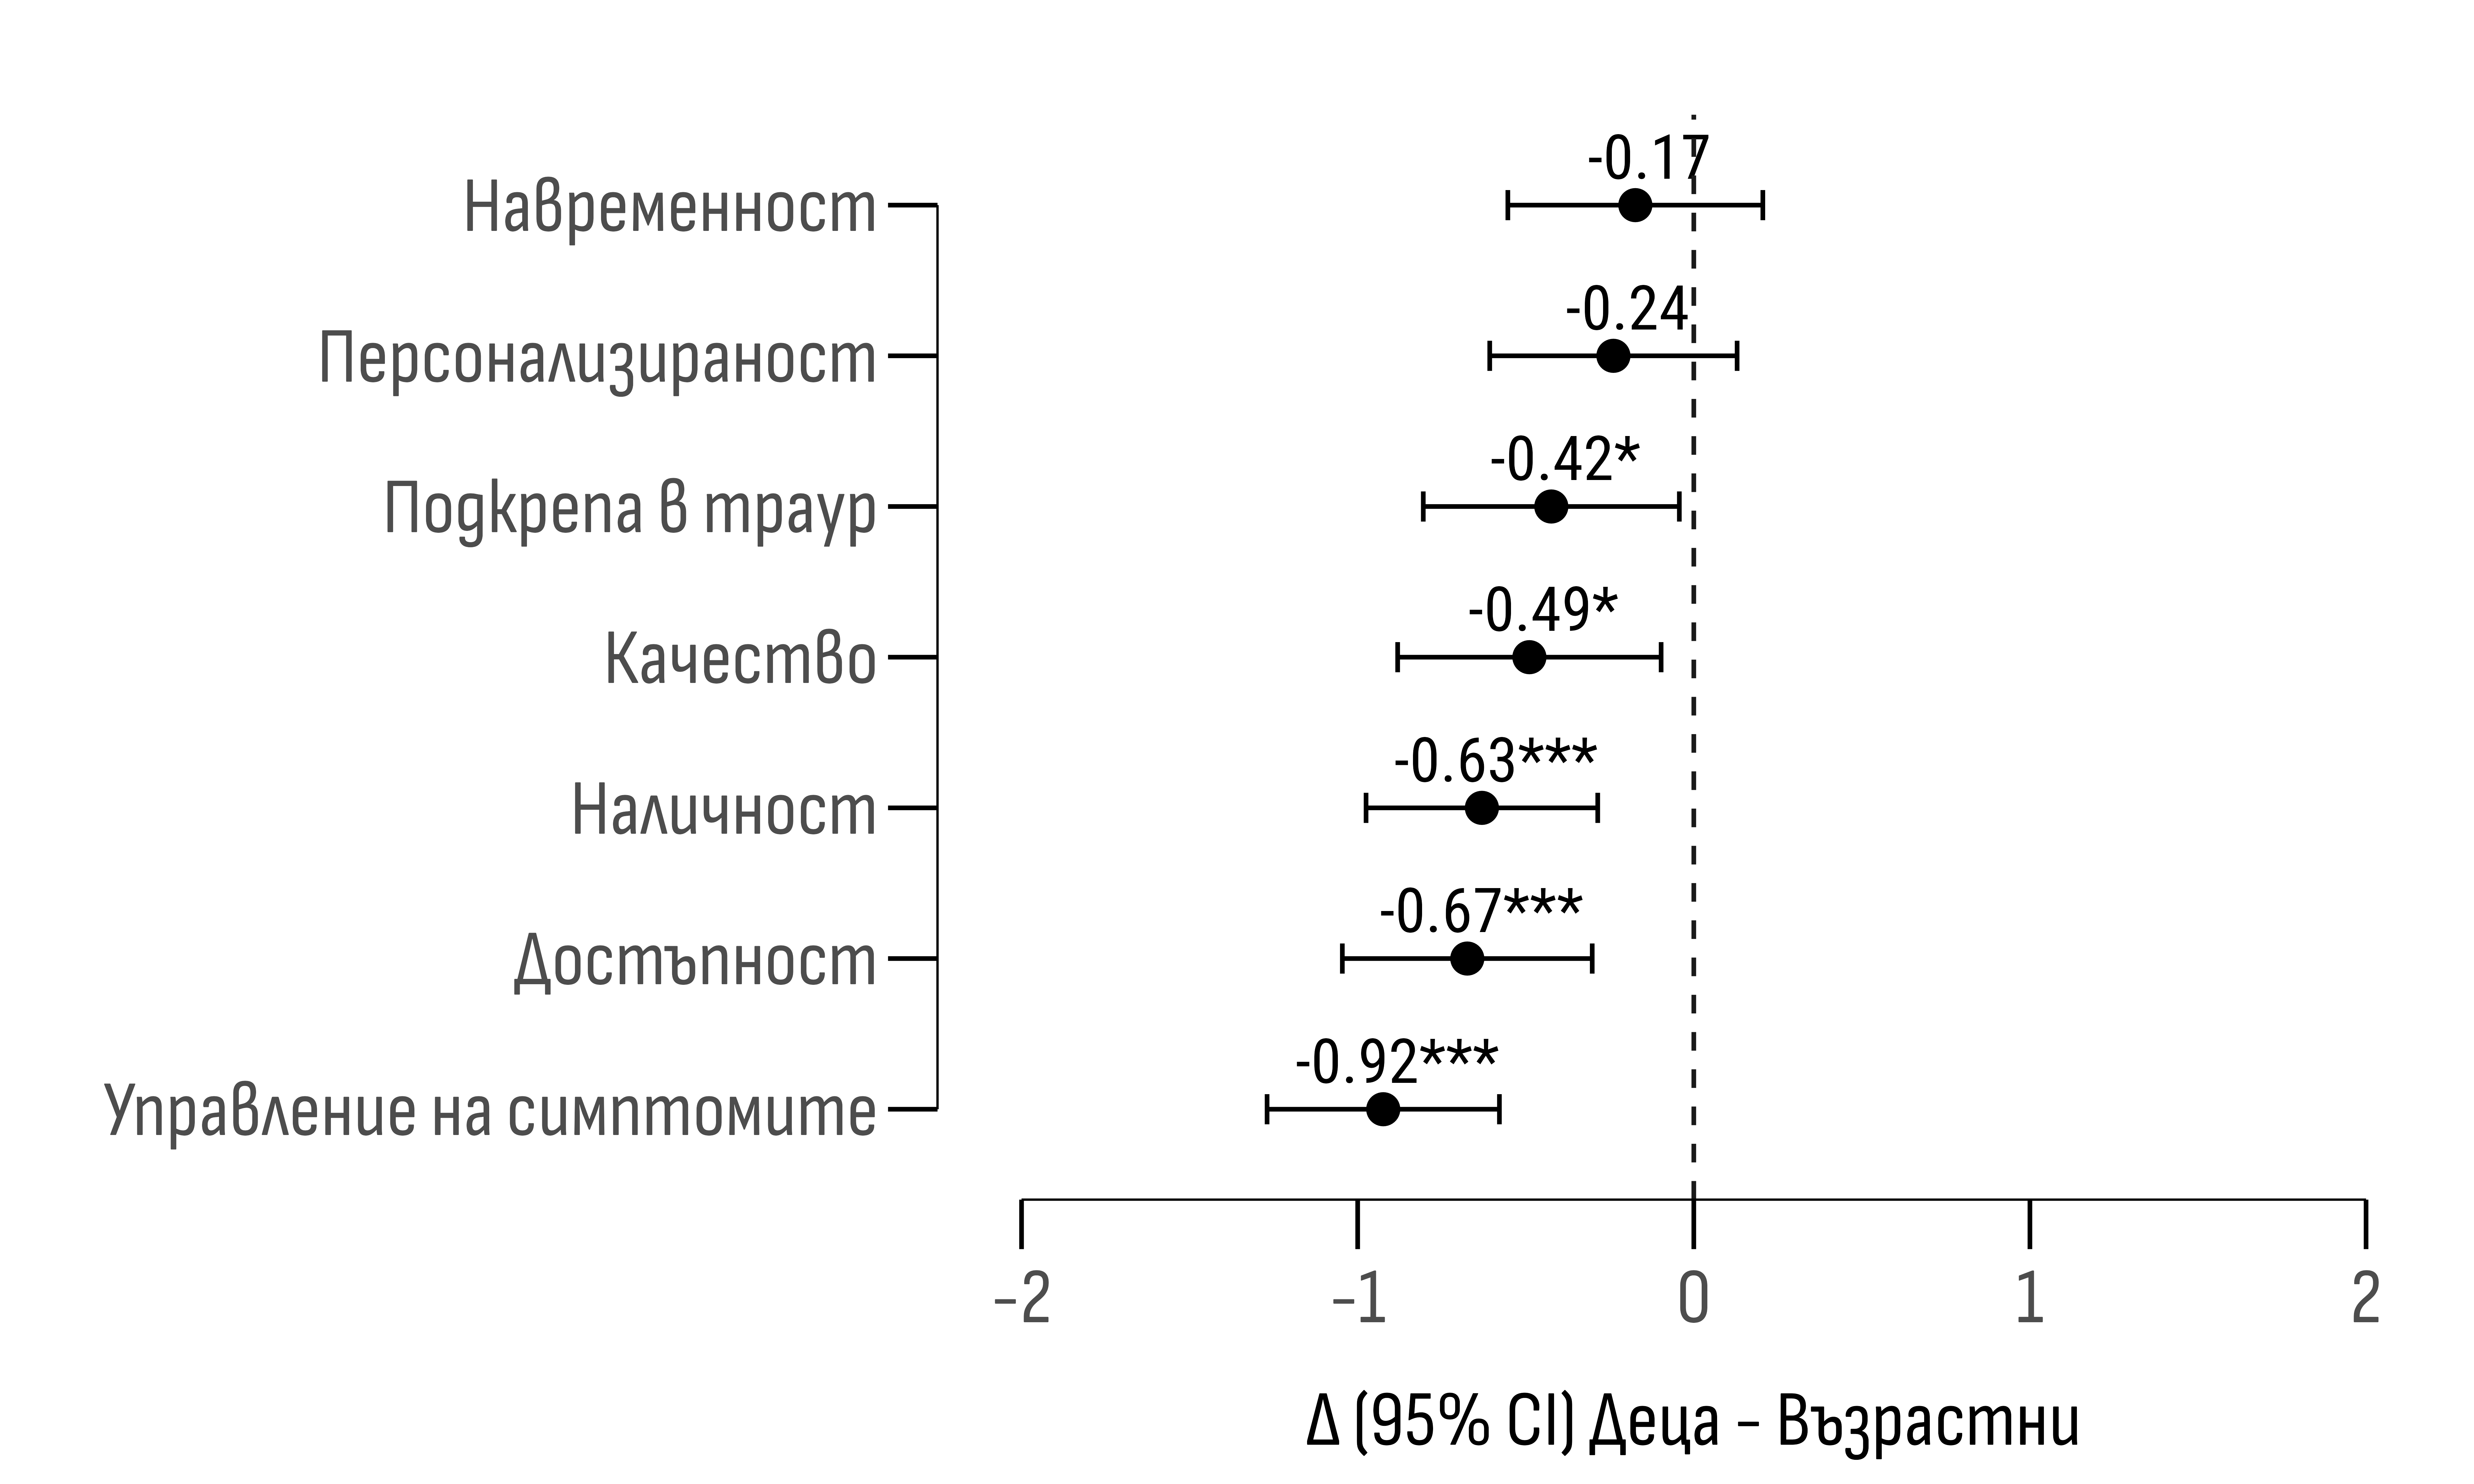 Навременност
-0.17
Персонализираност
-0.24
Подкрепа в траур
-0.42*
Качество
-0.49*
Наличност
-0.63***
Достъпност
-0.67***
Управление на симптомите
-0.92***
-2 -1 0 1 2
Δ (95% CI) Деца - Възрастни